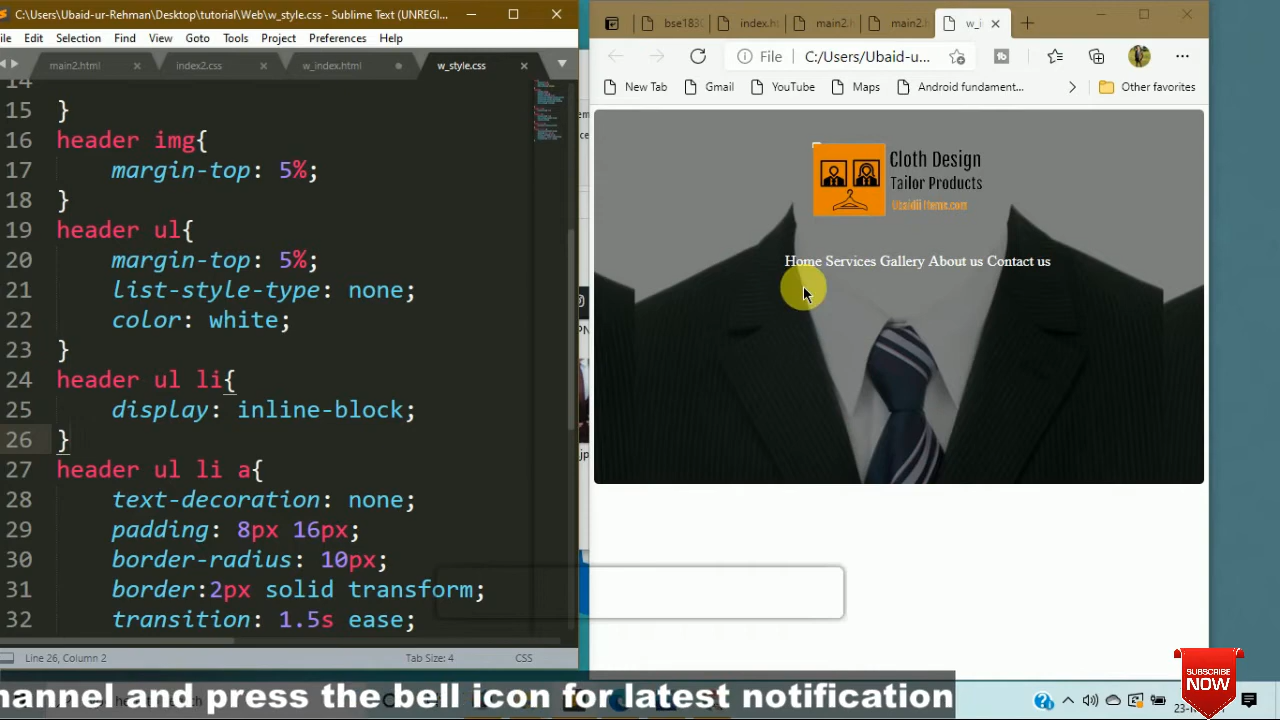 C:\Users\Ubaid-ur-Rehman\Desktop\tutorial\Web\w_style.css - Sublime Text (UNREGI...
Selection Find View Goto Tools Project Preferences Help
main2.html index2.css w_index.html w_style.css
15 }
16 header img{
17 margin-top: 5%;
18 }
19 header ul{
20 margin-top: 5%;
21 list-style-type: none;
22 color: white;
23 }
24 header ul li{
25 display: inline-block;
26 }
27 header ul li a{
28 text-decoration: none;
29 padding: 8px 16px;
30 border-radius: 10px;
31 border:2px solid transform;
32 transition: 1.5s ease;
Line 26, Column 2 Tab Size: 4 CSS
bse183 index.h main2. main2. w_i
File C:/Users/Ubaid-u...
New Tab Gmail YouTube Maps Android fundament... Other favorites
Cloth Design
Tailor Products
Ubaidii Items.com
Home Services Gallery About us Contact us
hannel and press the bell icon for latest notification
SUBSCRIBE
NOW